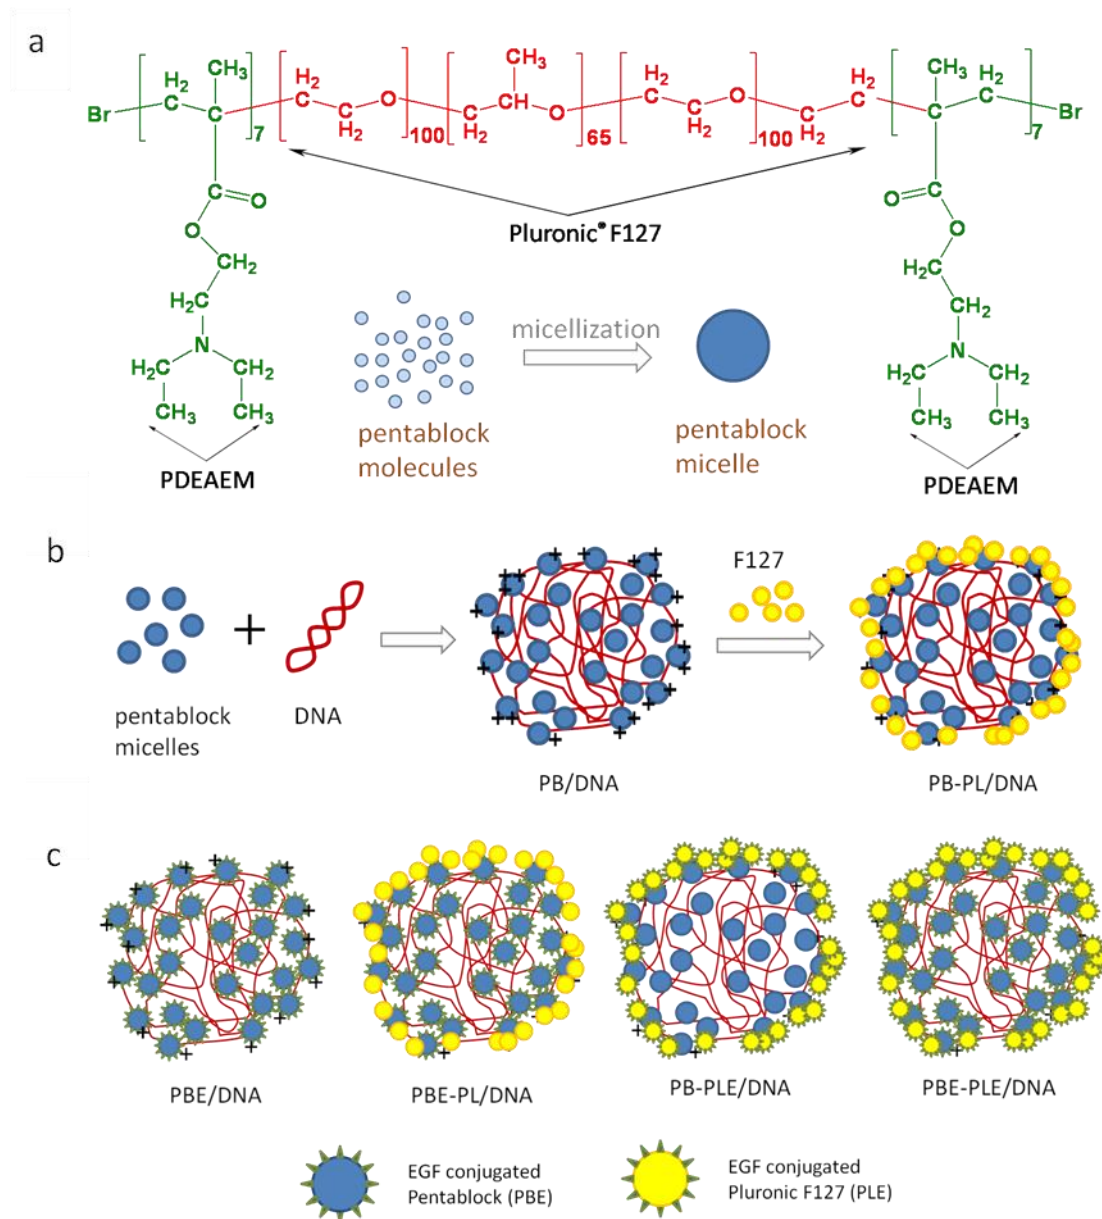 a
H2
C
CH3
C
Br
7
H2
C
C
H2
O
100
CH3
CH
C
H2
O
65
H2
C
C
H2
O
100
H2
C
C
H2
H2
C
CH3
C
H2
C
Br
7
C
O
O
CH2
H2C
N
H2C
CH2
CH3
CH3
PDEAEM
Pluronic® F127
micellization
pentablock
molecules
pentablock
micelle
O
C
O
H2C
CH2
N
H2C
CH2
CH3
CH3
PDEAEM
b
+
pentablock
micelles
DNA
PB/DNA
F127
PB-PL/DNA
c
PBE/DNA
PBE-PL/DNA
PB-PLE/DNA
PBE-PLE/DNA
EGF conjugated
Pentablock (PBE)
EGF conjugated
Pluronic F127 (PLE)